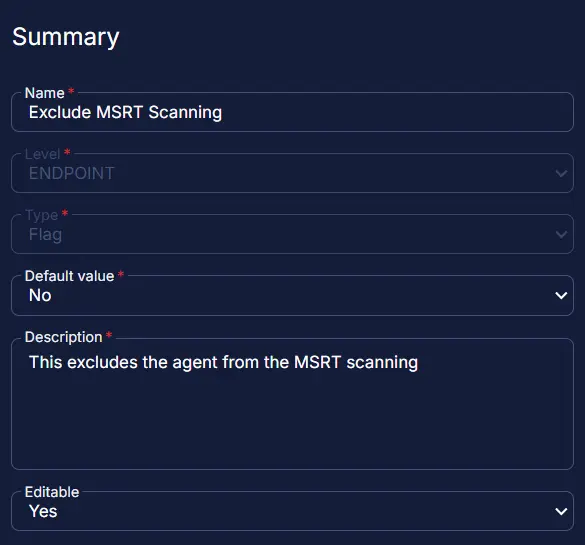 Summary
Name *
Exclude MSRT Scanning
Level *
ENDPOINT
Type *
Flag
Default value *
No
Description *
This excludes the agent from the MSRT scanning
Editable
Yes